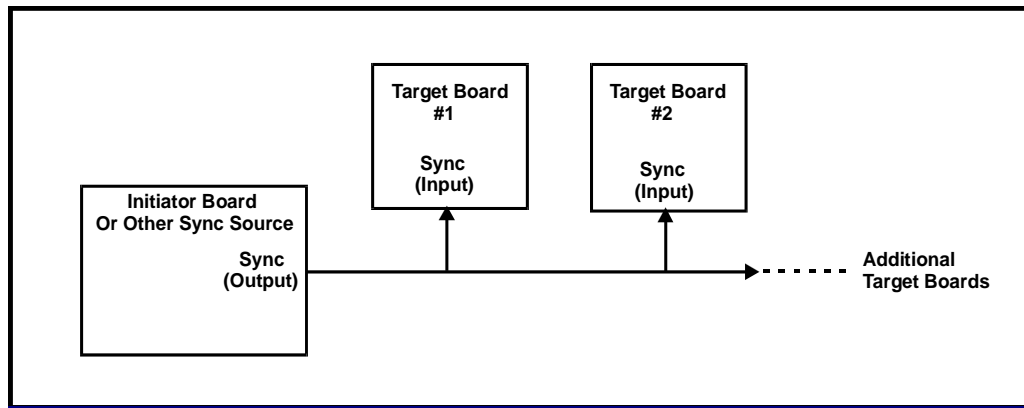 Target Board
#1
Sync
(Input)
Target Board
#2
Sync
(Input)
Initiator Board
Or Other Sync Source
Sync
(Output)
Additional
Target Boards